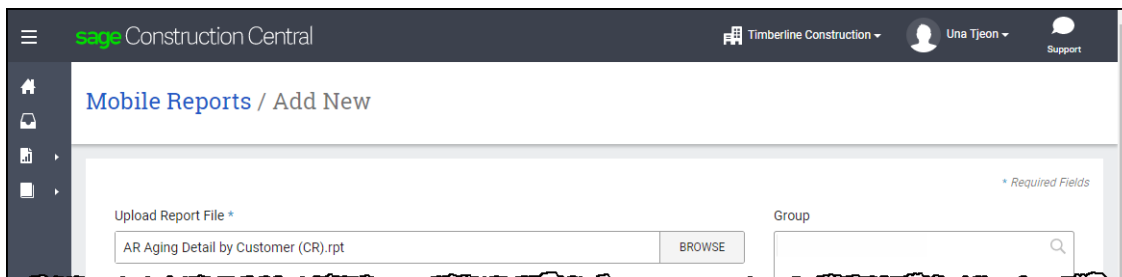 sage Construction Central
Timberline Construction
Una Tjeon
Support
Mobile Reports / Add New
* Required Fields
Upload Report File *
Group
AR Aging Detail by Customer (CR).rpt
BROWSE